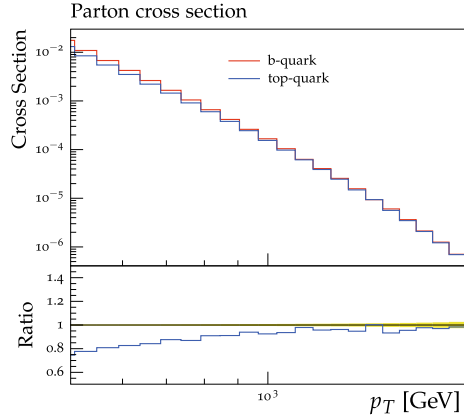 Parton cross section
Cross Section
10⁻²
10⁻³
10⁻⁴
10⁻⁵
10⁻⁶
b-quark
top-quark
Ratio
1.4
1.2
1
0.8
0.6
10³
p_T [GeV]